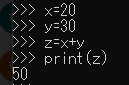 >>> x=20
>>> y=30
>>> z=x+y
>>> print(z)
50